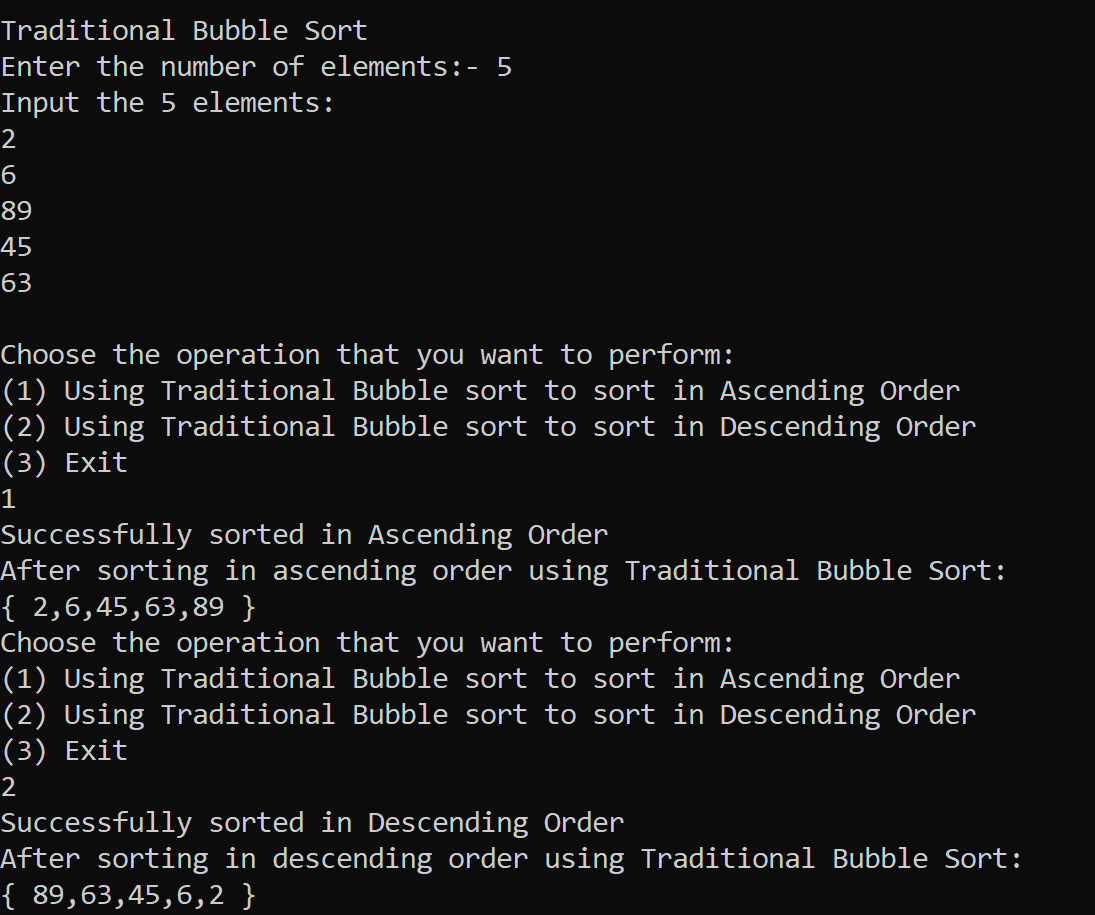 Traditional Bubble Sort
Enter the number of elements:- 5
Input the 5 elements:
2
6
89
45
63
Choose the operation that you want to perform:
(1) Using Traditional Bubble sort to sort in Ascending Order
(2) Using Traditional Bubble sort to sort in Descending Order
(3) Exit
1
Successfully sorted in Ascending Order
After sorting in ascending order using Traditional Bubble Sort:
{ 2,6,45,63,89 }
Choose the operation that you want to perform:
(1) Using Traditional Bubble sort to sort in Ascending Order
(2) Using Traditional Bubble sort to sort in Descending Order
(3) Exit
2
Successfully sorted in Descending Order
After sorting in descending order using Traditional Bubble Sort:
{ 89,63,45,6,2 }